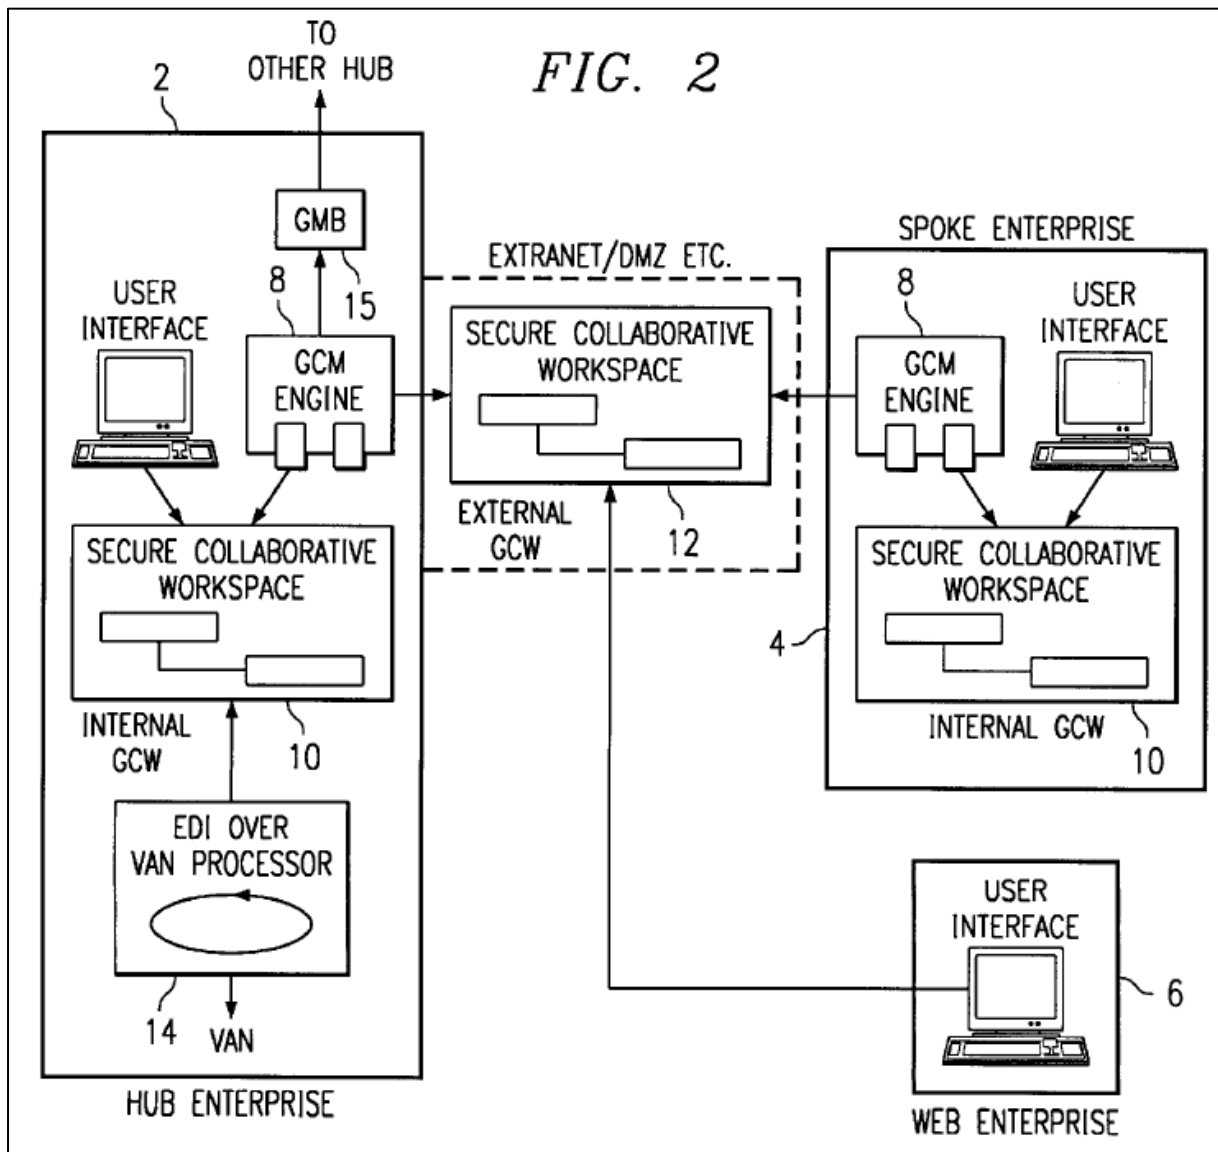 TO
OTHER HUB
FIG. 2
2
GMB
15
8
USER
INTERFACE
GCM
ENGINE
EXTRANET/DMZ ETC.
SECURE COLLABORATIVE
WORKSPACE
EXTERNAL
GCW
12
SPOKE ENTERPRISE
8
USER
INTERFACE
GCM
ENGINE
SECURE COLLABORATIVE
WORKSPACE
INTERNAL
GCW
10
SECURE COLLABORATIVE
WORKSPACE
4
INTERNAL GCW
10
EDI OVER
VAN PROCESSOR
14
VAN
HUB ENTERPRISE
USER
INTERFACE
6
WEB ENTERPRISE